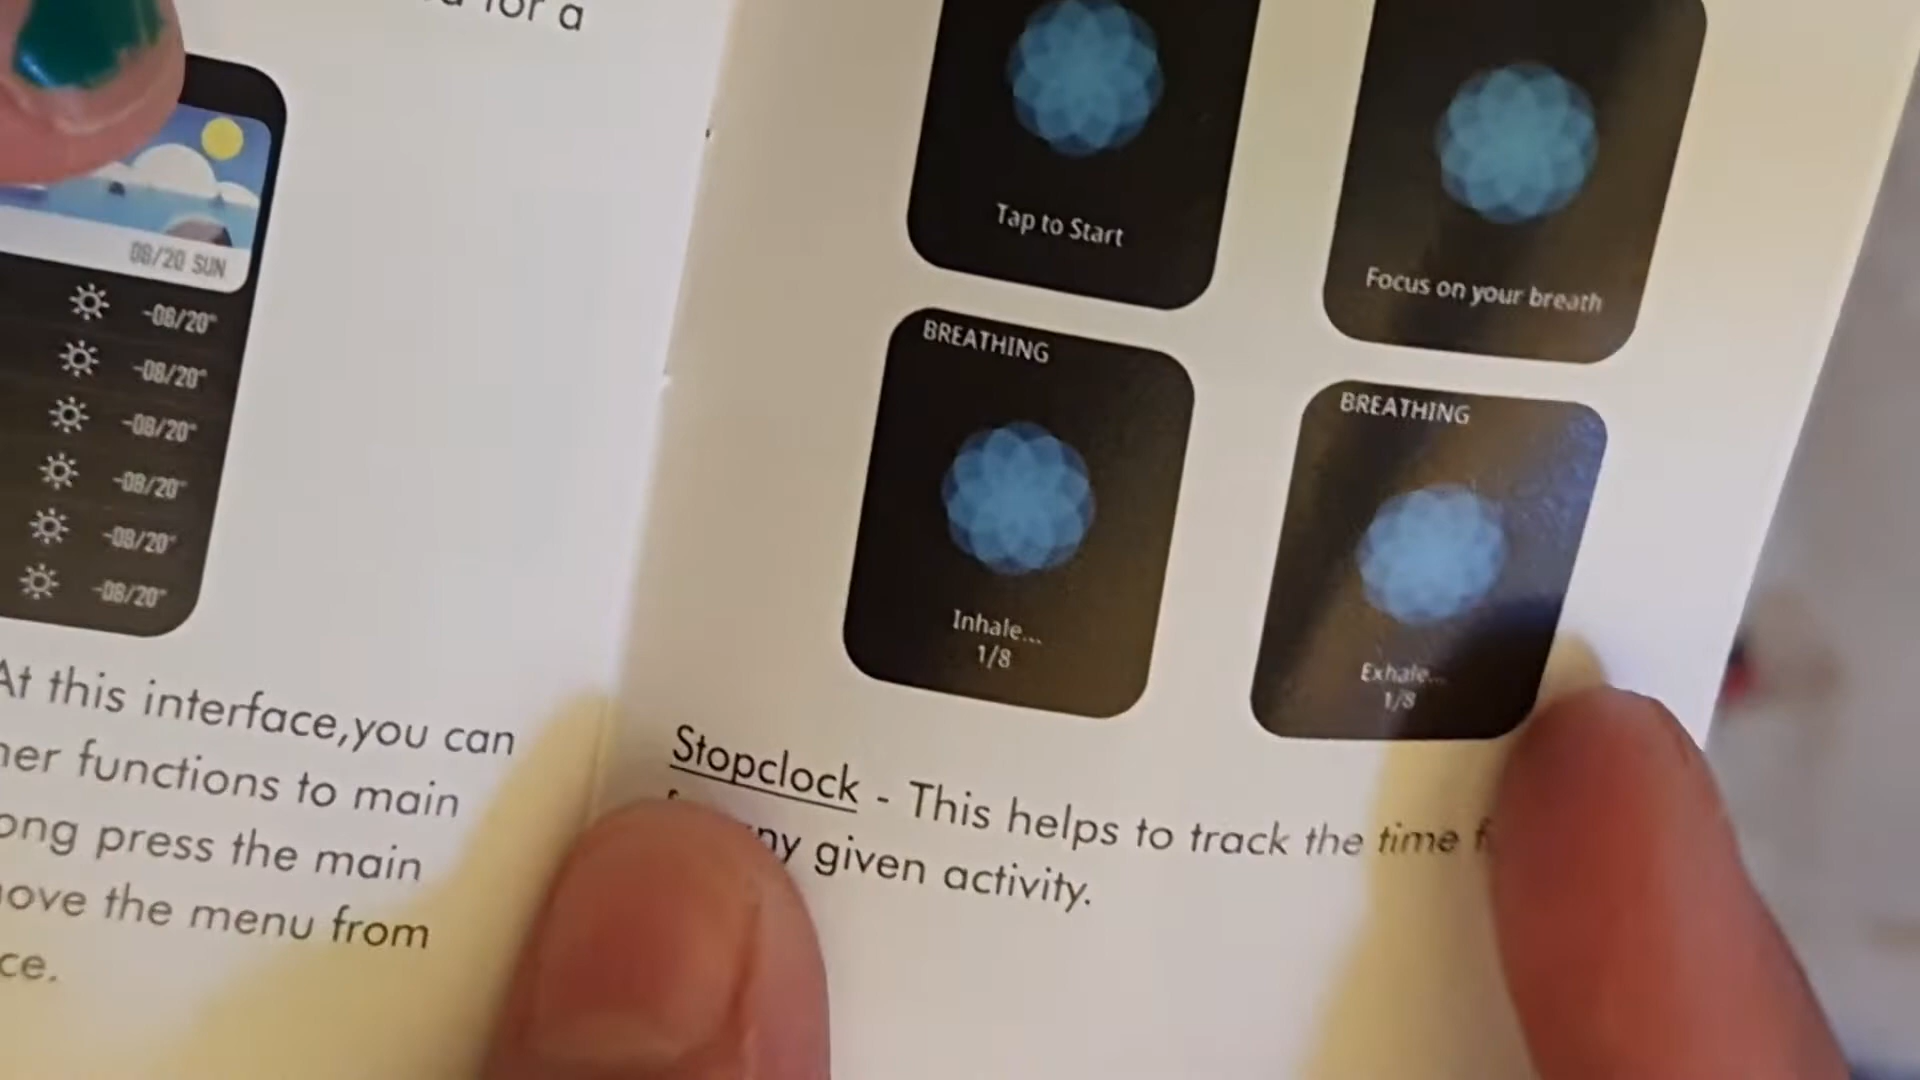 for a
08/20 SUN
-08/20°
-08/20°
-08/20°
-08/20°
-08/20°
-08/20°
At this interface,you can
functions to main
press the main
the menu from
Tap to Start
Focus on your breath
BREATHING
Inhale...
1/8
BREATHING
Exhale...
1/8
Stopclock - This helps to track the time
given activity.